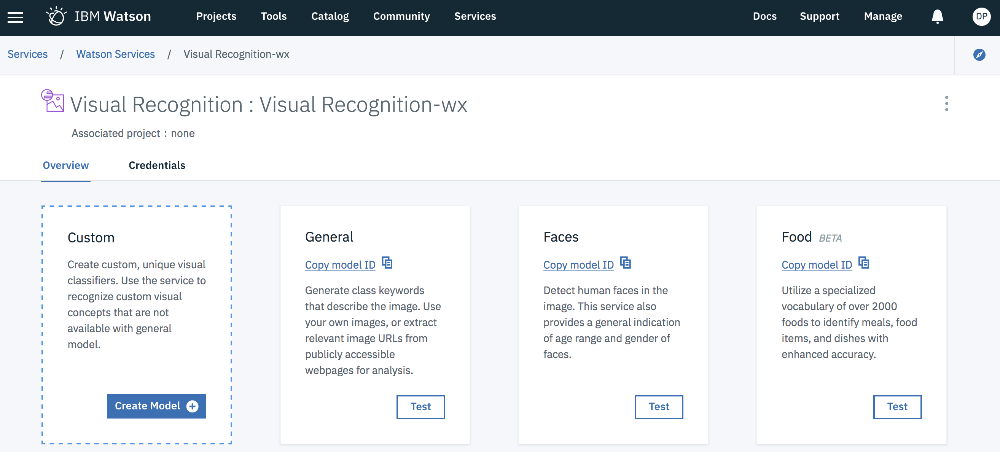 IBM Watson Projects Tools Catalog Community Services Docs Support Manage DP
Services / Watson Services / Visual Recognition-wx
Visual Recognition : Visual Recognition-wx
Associated project : none
Overview Credentials
Custom
Create custom, unique visual
classifiers. Use the service to
recognize custom visual
concepts that are not
available with general
model.
Create Model
General
Copy model ID
Generate class keywords
that describe the image. Use
your own images, or extract
relevant image URLs from
publicly accessible
webpages for analysis.
Test
Faces
Copy model ID
Detect human faces in the
image. This service also
provides a general indication
of age range and gender of
faces.
Test
Food BETA
Copy model ID
Utilize a specialized
vocabulary of over 2000
foods to identify meals, food
items, and dishes with
enhanced accuracy.
Test